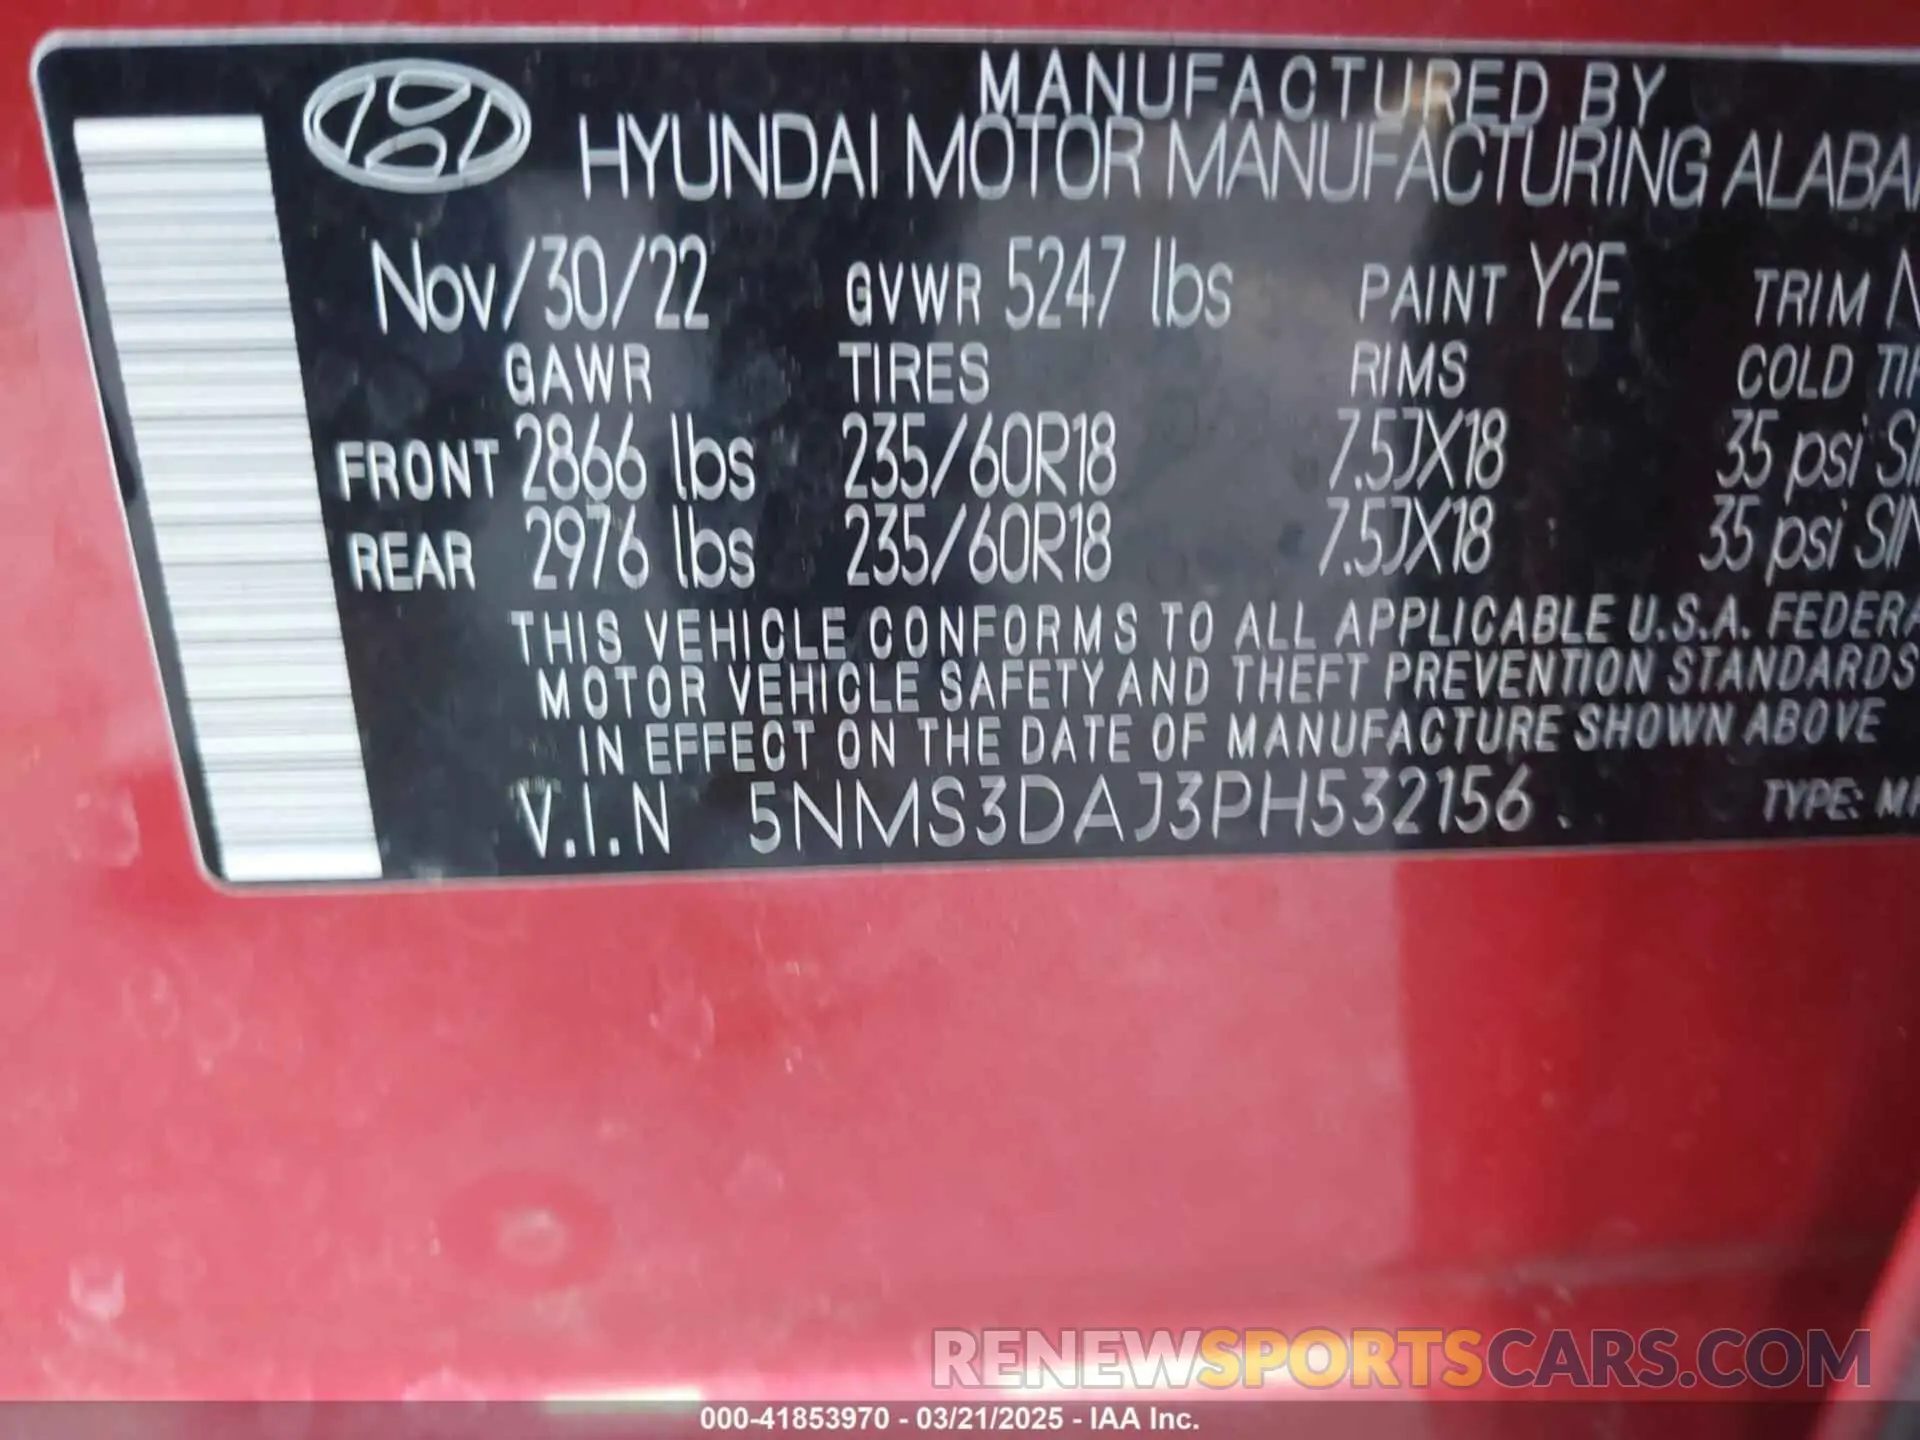 MANUFACTURED BY
HYUNDAI MOTOR MANUFACTURING
Nov/30/22 GVWR 5247 lbs PAINT Y2E TRIM
GAWR TIRES RIMS COLD
FRONT 2866 lbs 235/60R18 7.5JX18 35 psi
REAR 2976 lbs 235/60R18 7.5JX18 35 psi
THIS VEHICLE CONFORMS TO ALL APPLICABLE U.S.A.
MOTOR VEHICLE SAFETY AND THEFT PREVENTION STANDARDS
IN EFFECT ON THE DATE OF MANUFACTURE SHOWN ABOVE
V.I.N 5NMS3DAJ3PH532156 TYPE:
RENEWSPORTSCARS.COM
000-41853970 - 03/21/2025 - IAA Inc.